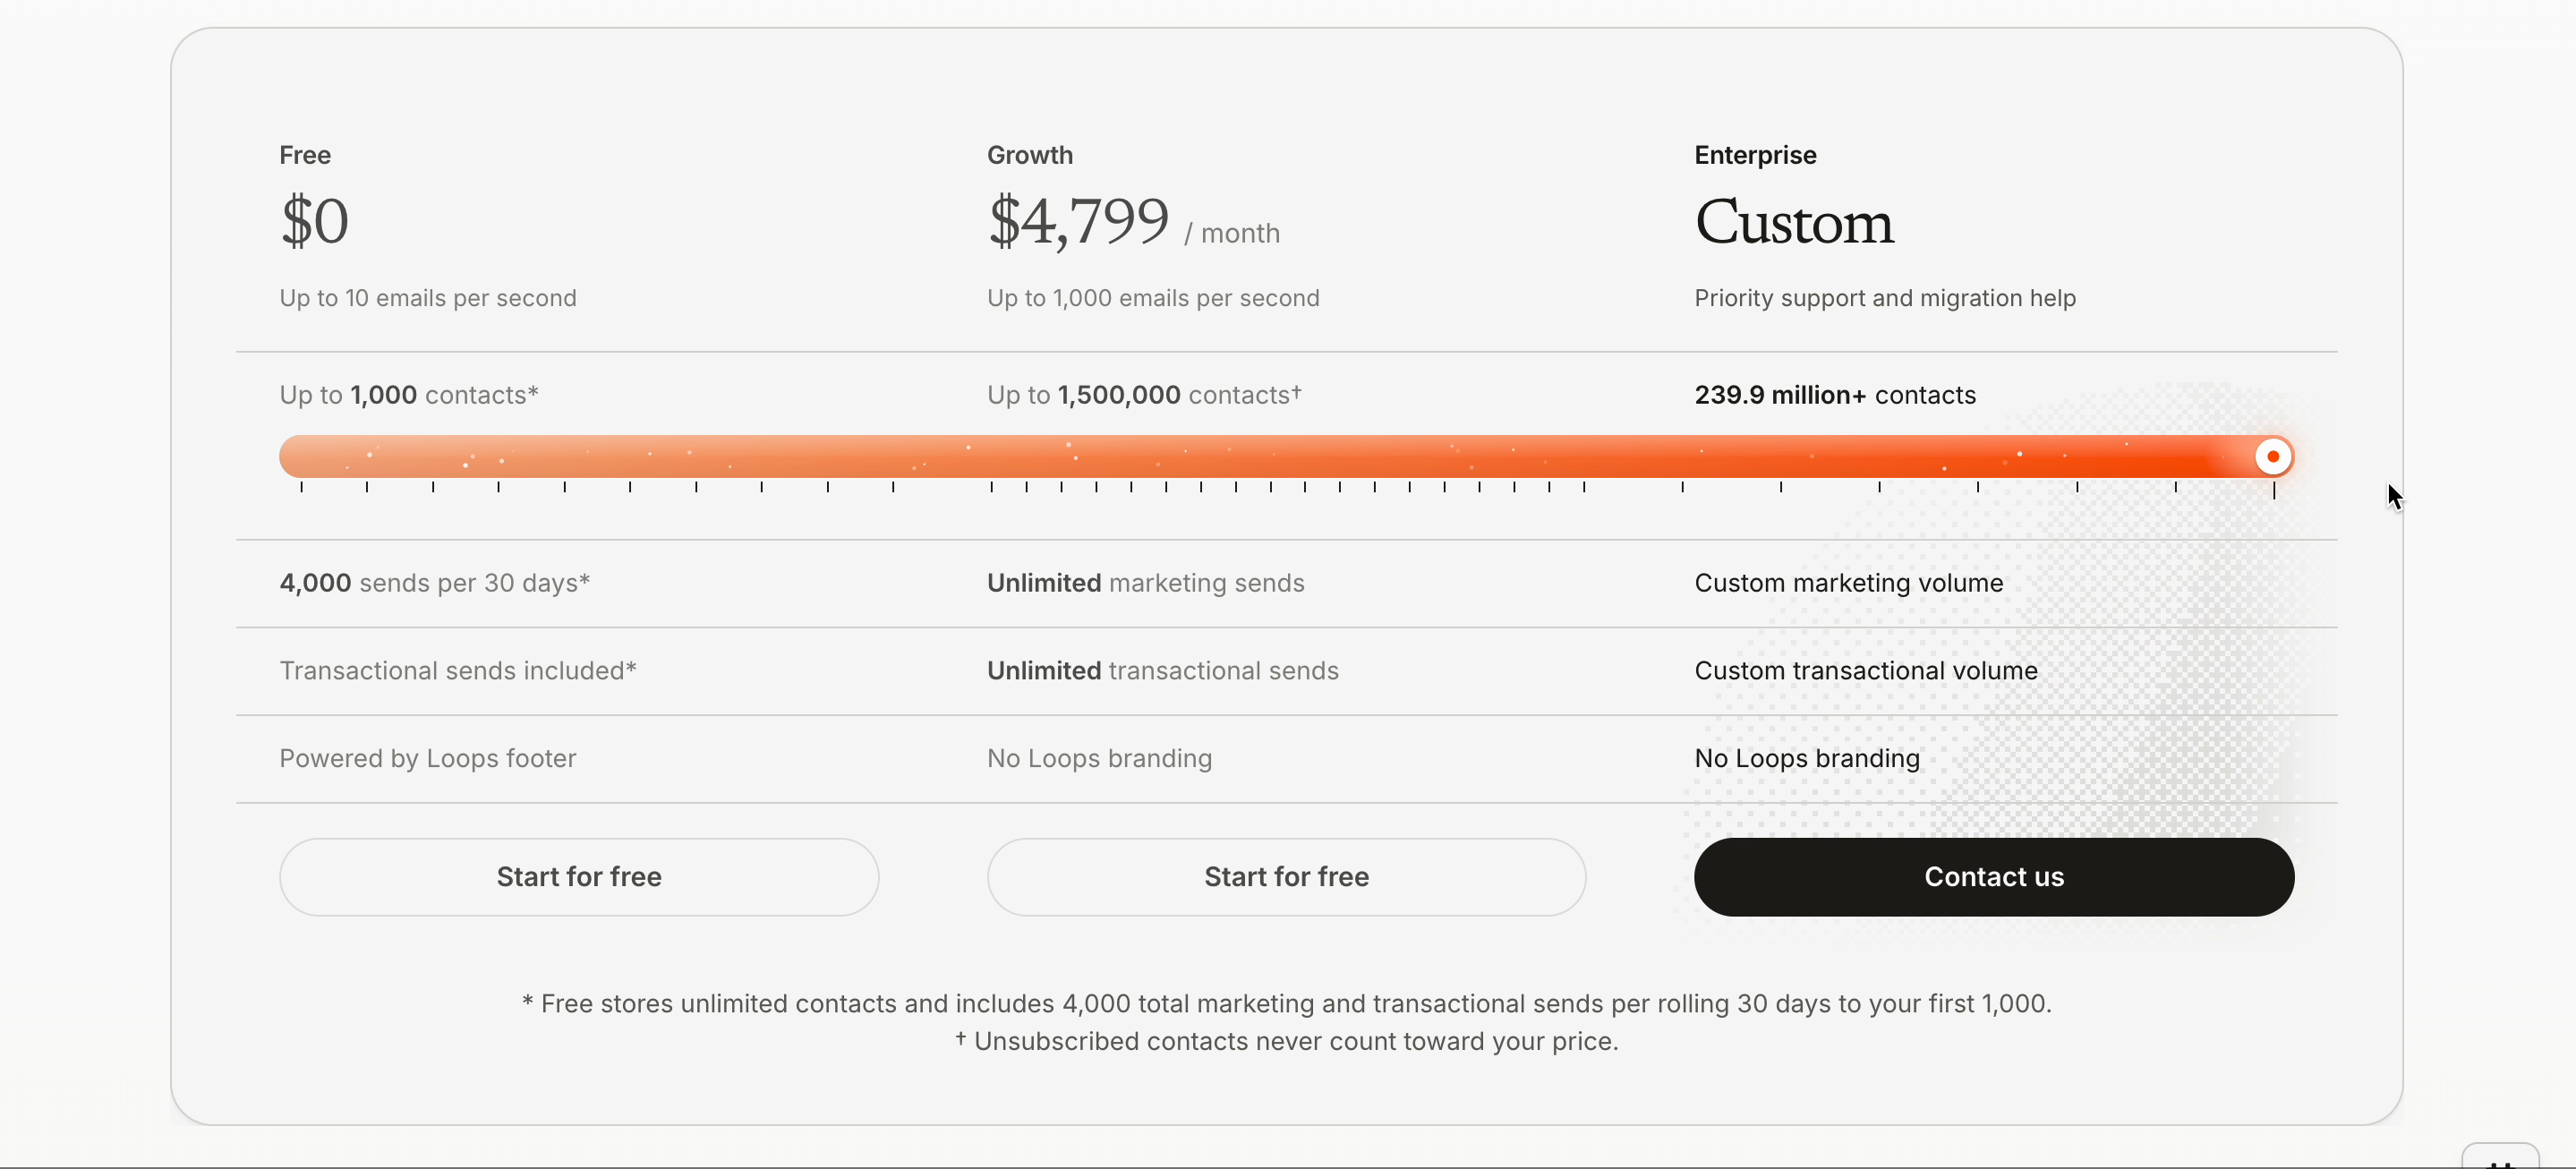 Free
$0
Up to 10 emails per second
Growth
$4,799 / month
Up to 1,000 emails per second
Enterprise
Custom
Priority support and migration help
Up to 1,000 contacts*
Up to 1,500,000 contacts†
239.9 million+ contacts
4,000 sends per 30 days*
Unlimited marketing sends
Custom marketing volume
Transactional sends included*
Unlimited transactional sends
Custom transactional volume
Powered by Loops footer
No Loops branding
No Loops branding
Start for free
Start for free
Contact us
* Free stores unlimited contacts and includes 4,000 total marketing and transactional sends per rolling 30 days to your first 1,000.
† Unsubscribed contacts never count toward your price.